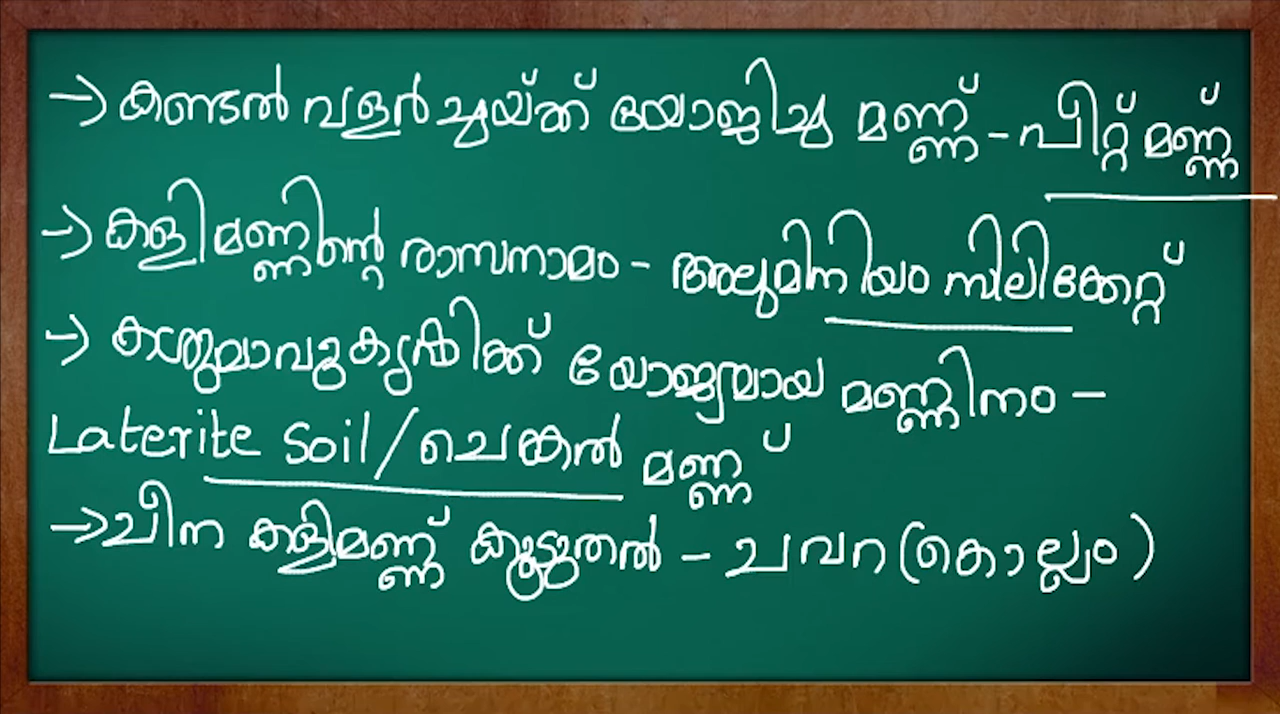 → കണ്ടൽ വളർച്ചയ്ക്ക് യോജിച്ച മണ്ണ് - പീറ്റ് മണ്ണ്
→ കളിമണ്ണിന്റെ രാസനാമം - അലുമിനിയം സിലിക്കേറ്റ്
→ കശുമാവുകൃഷിക്ക് യോജ്യമായ മണ്ണിനം -
Laterite Soil/ചെങ്കൽ മണ്ണ്
→ ചീന കളിമണ്ണ് കൂടുതൽ - ചവറ (കൊല്ലം)